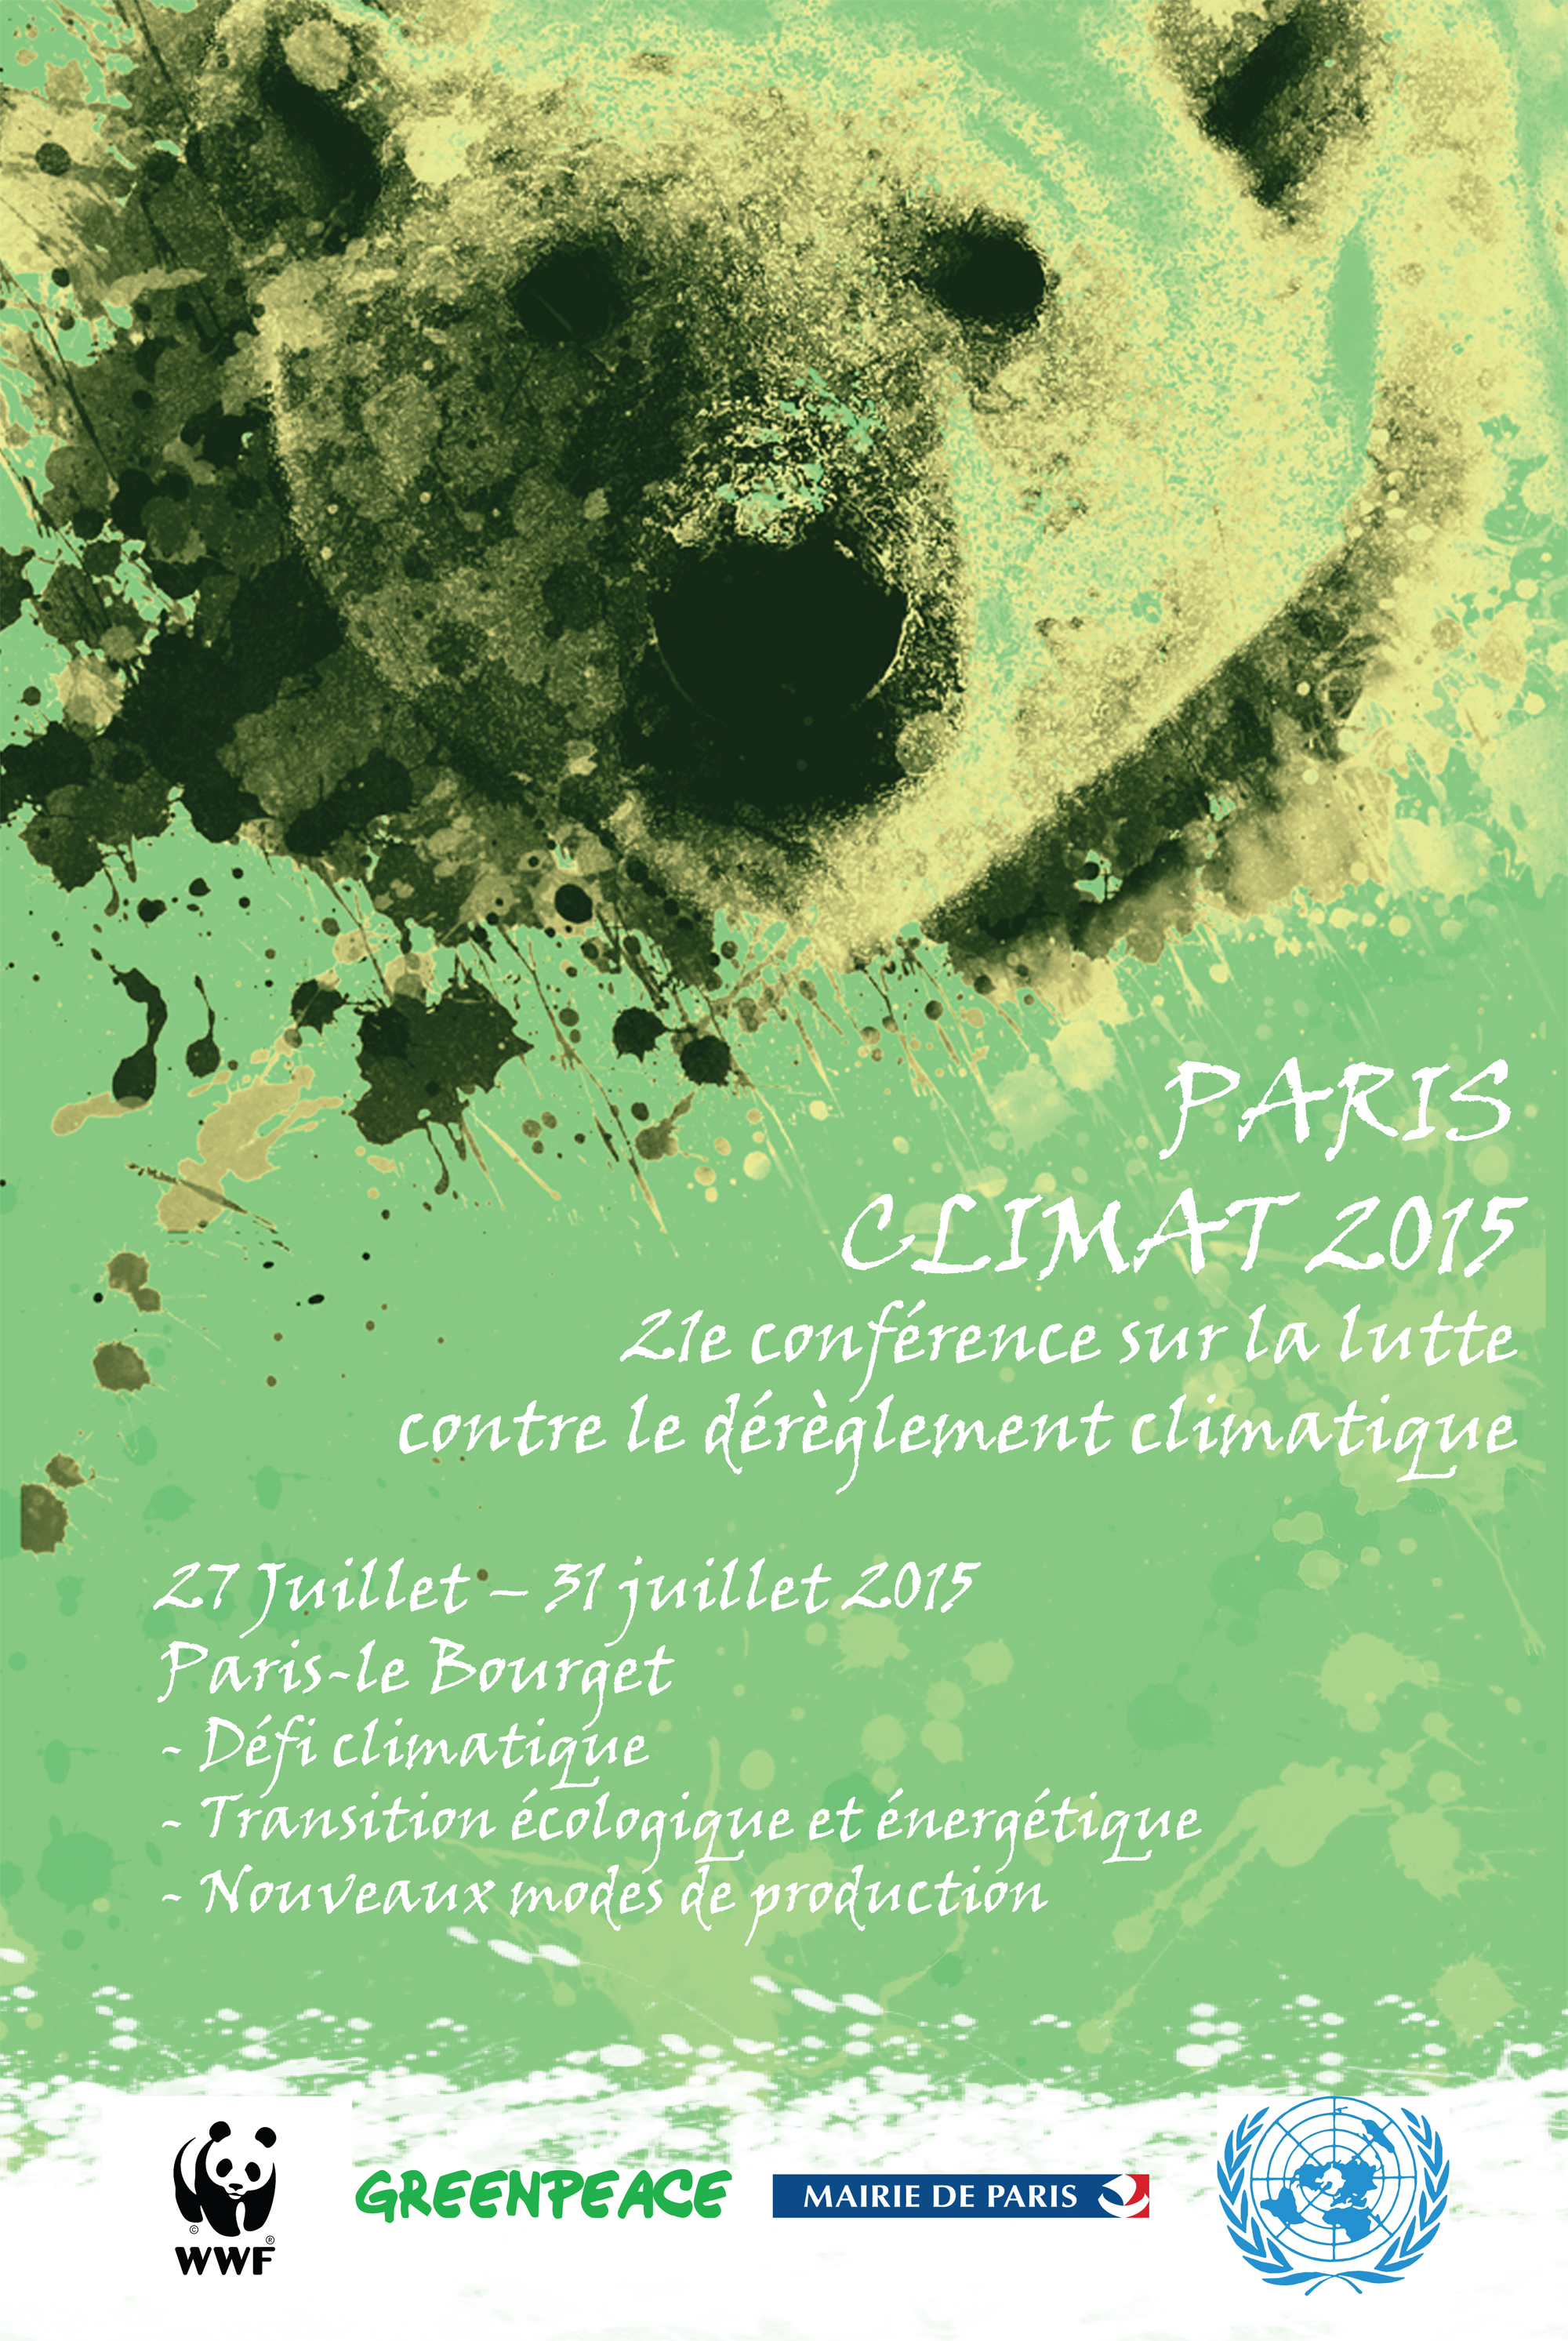 PARIS
CLIMAT 2015
21e conférence sur la lutte
contre le dérèglement climatique
27 Juillet – 31 juillet 2015
Paris-le Bourget
- Défi climatique
- Transition écologique et énergétique
- Nouveaux modes de production
©
®
WWF
GREENPEACE
MAIRIE DE PARIS